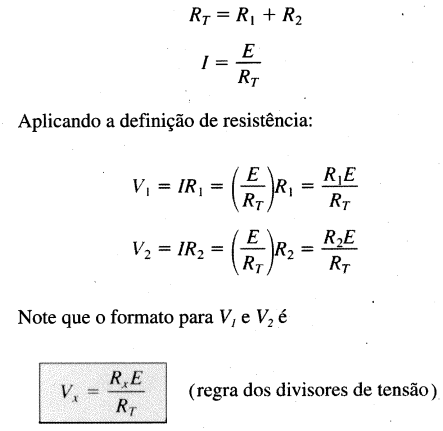 R_T = R_1 + R_2
I = E/R_T
Aplicando a definição de resistência:
V_1 = IR_1 = (E/R_T)R_1 = R_1E/R_T
V_2 = IR_2 = (E/R_T)R_2 = R_2E/R_T
Note que o formato para V_1 e V_2 é
V_x = R_xE/R_T (regra dos divisores de tensão)